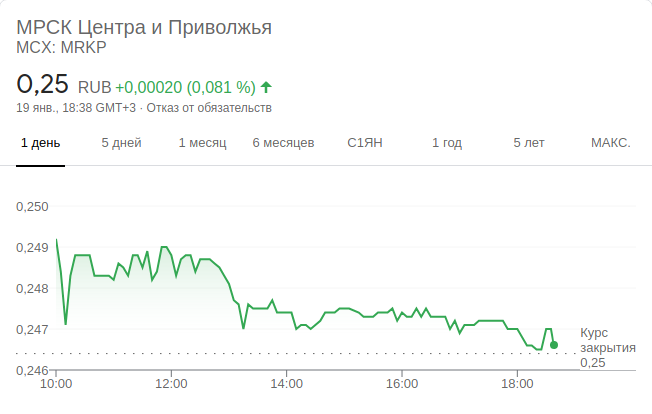 МРСК Центра и Приволжья
MCX: MRKP
0,25 RUB +0,00020 (0,081 %)
19 янв., 18:38 GMT+3 · Отказ от обязательств
1 день 5 дней 1 месяц 6 месяцев С1ЯН 1 год 5 лет МАКС.
0,250
0,249
0,248
0,247
Курс
закрытия
0,25
0,246
10:00 12:00 14:00 16:00 18:00